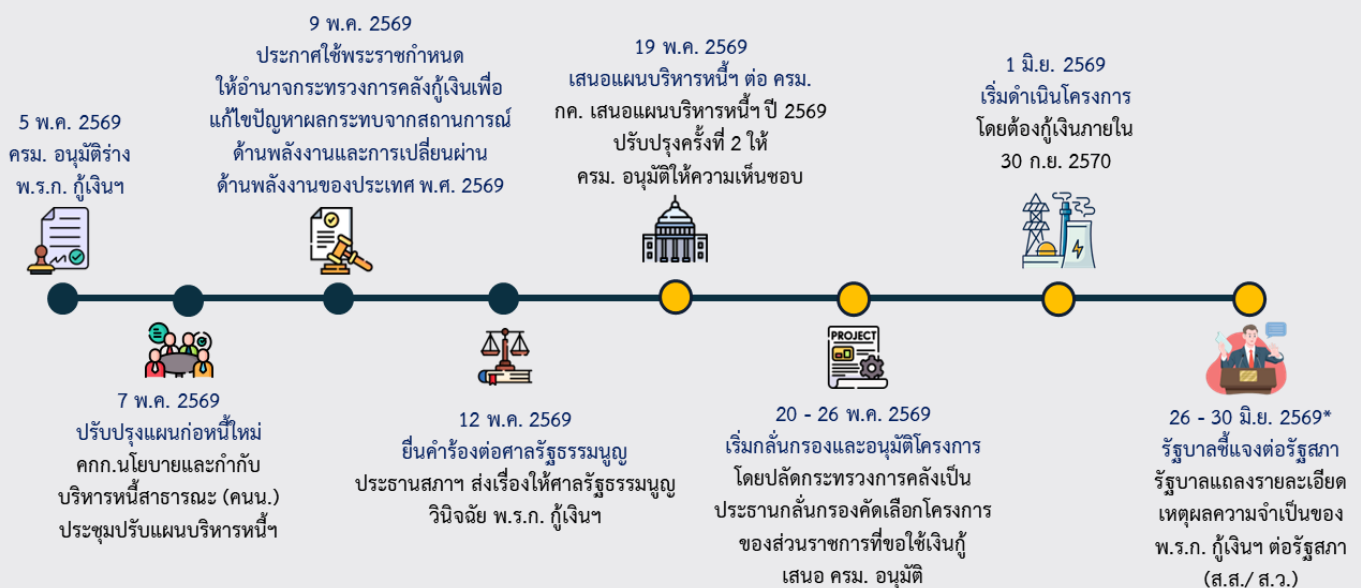 5 พ.ค. 2569
ครม. อนุมัติร่าง
พ.ร.ก. กู้เงินฯ
7 พ.ค. 2569
ปรับปรุงแผนก่อหนี้ใหม่
คกก.นโยบายและกำกับ
บริหารหนี้สาธารณะ (คนน.)
ประชุมปรับแผนบริหารหนี้ฯ
9 พ.ค. 2569
ประกาศใช้พระราชกำหนด
ให้อำนาจกระทรวงการคลังกู้เงินเพื่อ
แก้ไขปัญหาผลกระทบจากสถานการณ์
ด้านพลังงานและการเปลี่ยนผ่าน
ด้านพลังงานของประเทศ พ.ศ. 2569
12 พ.ค. 2569
ยื่นคำร้องต่อศาลรัฐธรรมนูญ
ประธานสภาฯ ส่งเรื่องให้ศาลรัฐธรรมนูญ
วินิจฉัย พ.ร.ก. กู้เงินฯ
19 พ.ค. 2569
เสนอแผนบริหารหนี้ฯ ต่อ ครม.
กค. เสนอแผนบริหารหนี้ฯ ปี 2569
ปรับปรุงครั้งที่ 2 ให้
ครม. อนุมัติให้ความเห็นชอบ
PROJECT
20 - 26 พ.ค. 2569
เริ่มกลั่นกรองและอนุมัติโครงการ
โดยปลัดกระทรวงการคลังเป็น
ประธานกลั่นกรองคัดเลือกโครงการ
ของส่วนราชการที่ขอใช้เงินกู้
เสนอ ครม. อนุมัติ
1 มิ.ย. 2569
เริ่มดำเนินโครงการ
โดยต้องกู้เงินภายใน
30 ก.ย. 2570
26 - 30 มิ.ย. 2569*
รัฐบาลชี้แจงต่อรัฐสภา
รัฐบาลแถลงรายละเอียด
เหตุผลความจำเป็นของ
พ.ร.ก. กู้เงินฯ ต่อรัฐสภา
(ส.ส./ ส.ว.)